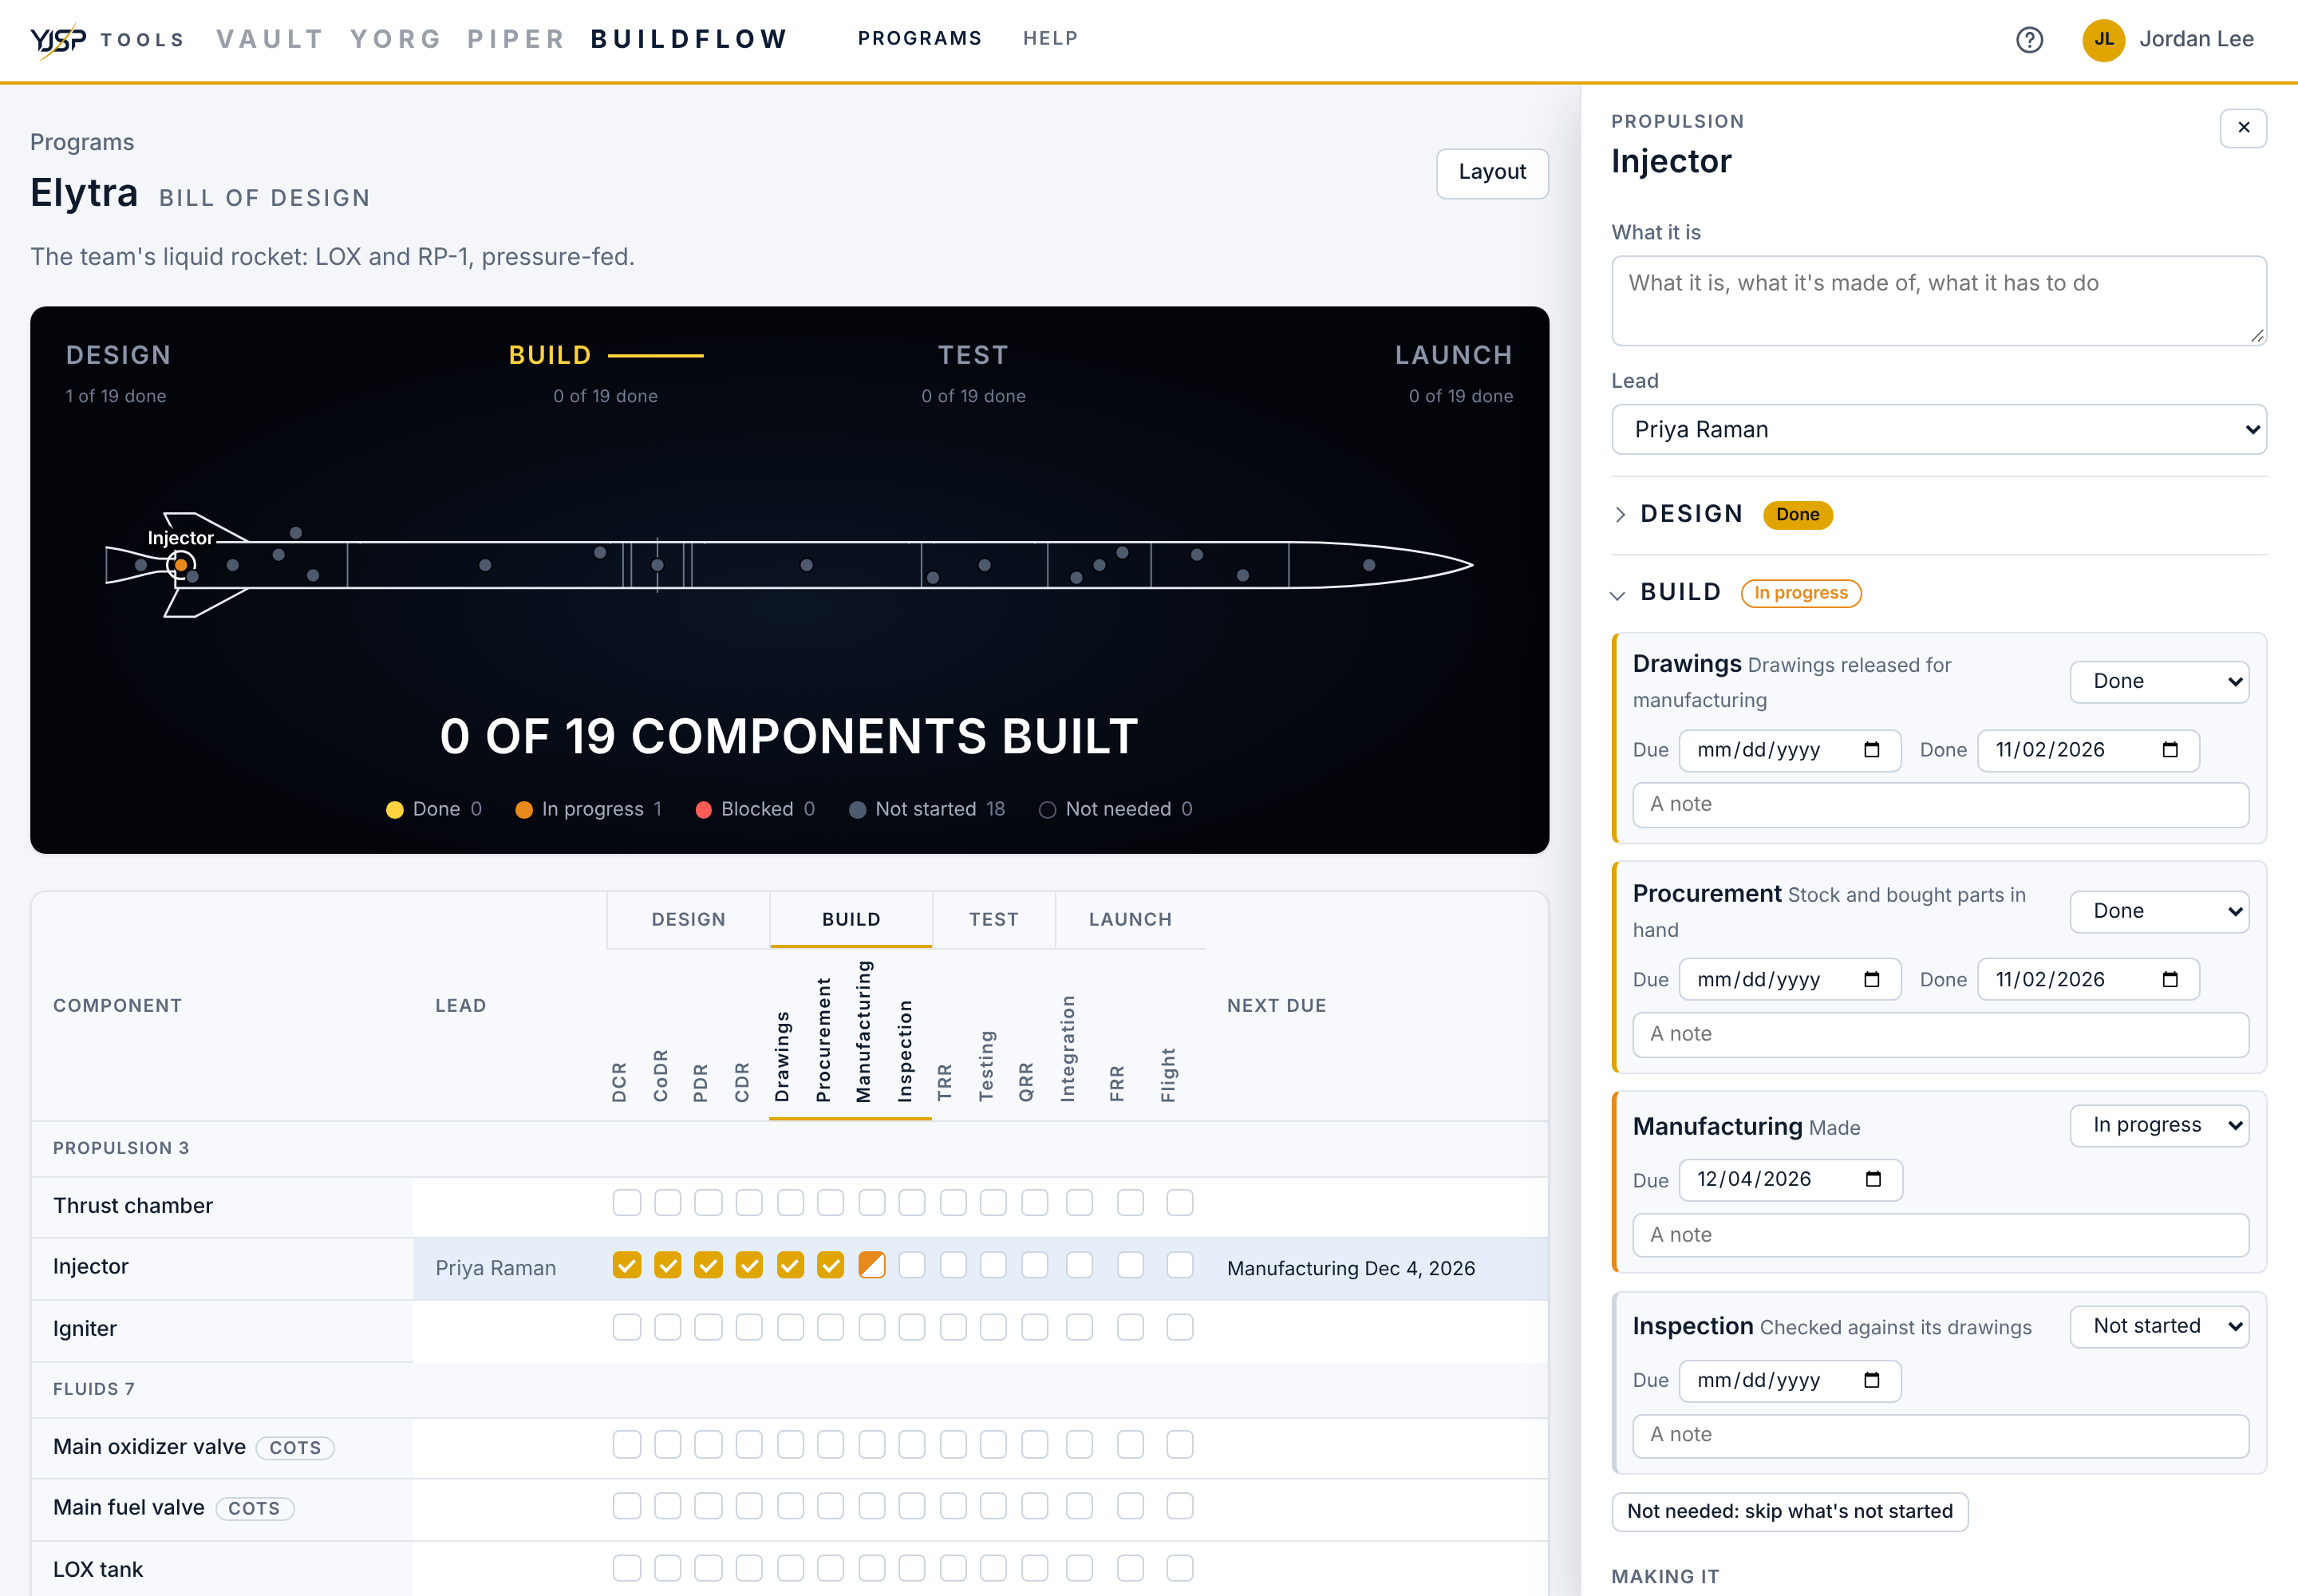 YJSP TOOLS VAULT YORG PIPER BUILDFLOW PROGRAMS HELP
? JL Jordan Lee
Programs
Elytra BILL OF DESIGN
Layout
The team's liquid rocket: LOX and RP-1, pressure-fed.
DESIGN BUILD TEST LAUNCH
1 of 19 done 0 of 19 done 0 of 19 done 0 of 19 done
Injector
0 OF 19 COMPONENTS BUILT
Done 0 In progress 1 Blocked 0 Not started 18 Not needed 0
DESIGN BUILD TEST LAUNCH
COMPONENT LEAD DCR CoDR PDR CDR Drawings Procurement Manufacturing Inspection TRR Testing QRR Integration FRR Flight NEXT DUE
PROPULSION 3
Thrust chamber
Injector Priya Raman Manufacturing Dec 4, 2026
Igniter
FLUIDS 7
Main oxidizer valve COTS
Main fuel valve COTS
LOX tank
PROPULSION
Injector
×
What it is
What it is, what it's made of, what it has to do
Lead
Priya Raman
DESIGN Done
BUILD In progress
Drawings Drawings released for
manufacturing
Done
Due mm/dd/yyyy Done 11/02/2026
A note
Procurement Stock and bought parts in
hand
Done
Due mm/dd/yyyy Done 11/02/2026
A note
Manufacturing Made In progress
Due 12/04/2026
A note
Inspection Checked against its drawings Not started
Due mm/dd/yyyy
A note
Not needed: skip what's not started
MAKING IT